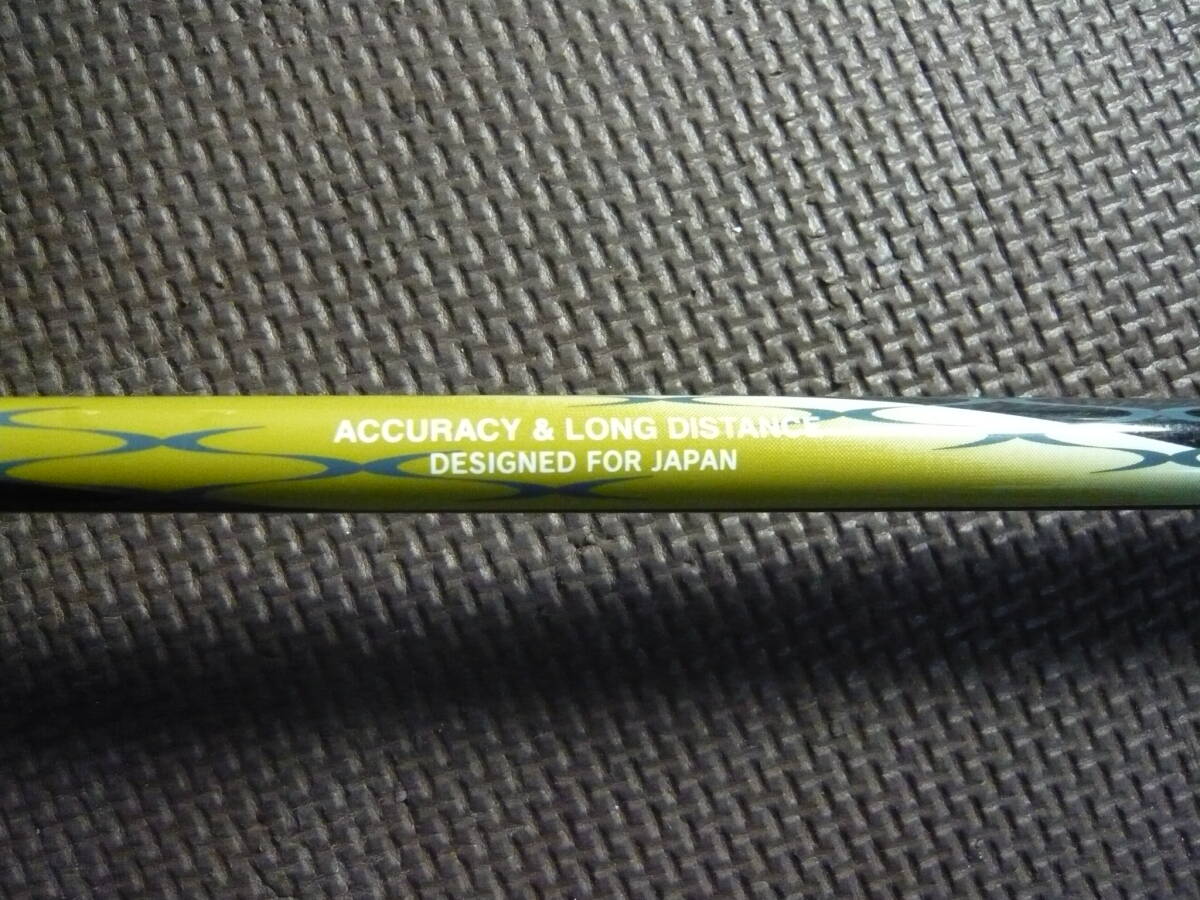 ACCURACY & LONG DISTANCE
DESIGNED FOR JAPAN